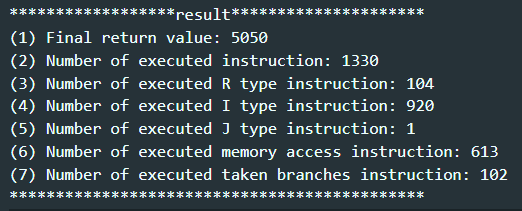 ******************result*********************
(1) Final return value: 5050
(2) Number of executed instruction: 1330
(3) Number of executed R type instruction: 104
(4) Number of executed I type instruction: 920
(5) Number of executed J type instruction: 1
(6) Number of executed memory access instruction: 613
(7) Number of executed taken branches instruction: 102
*********************************************